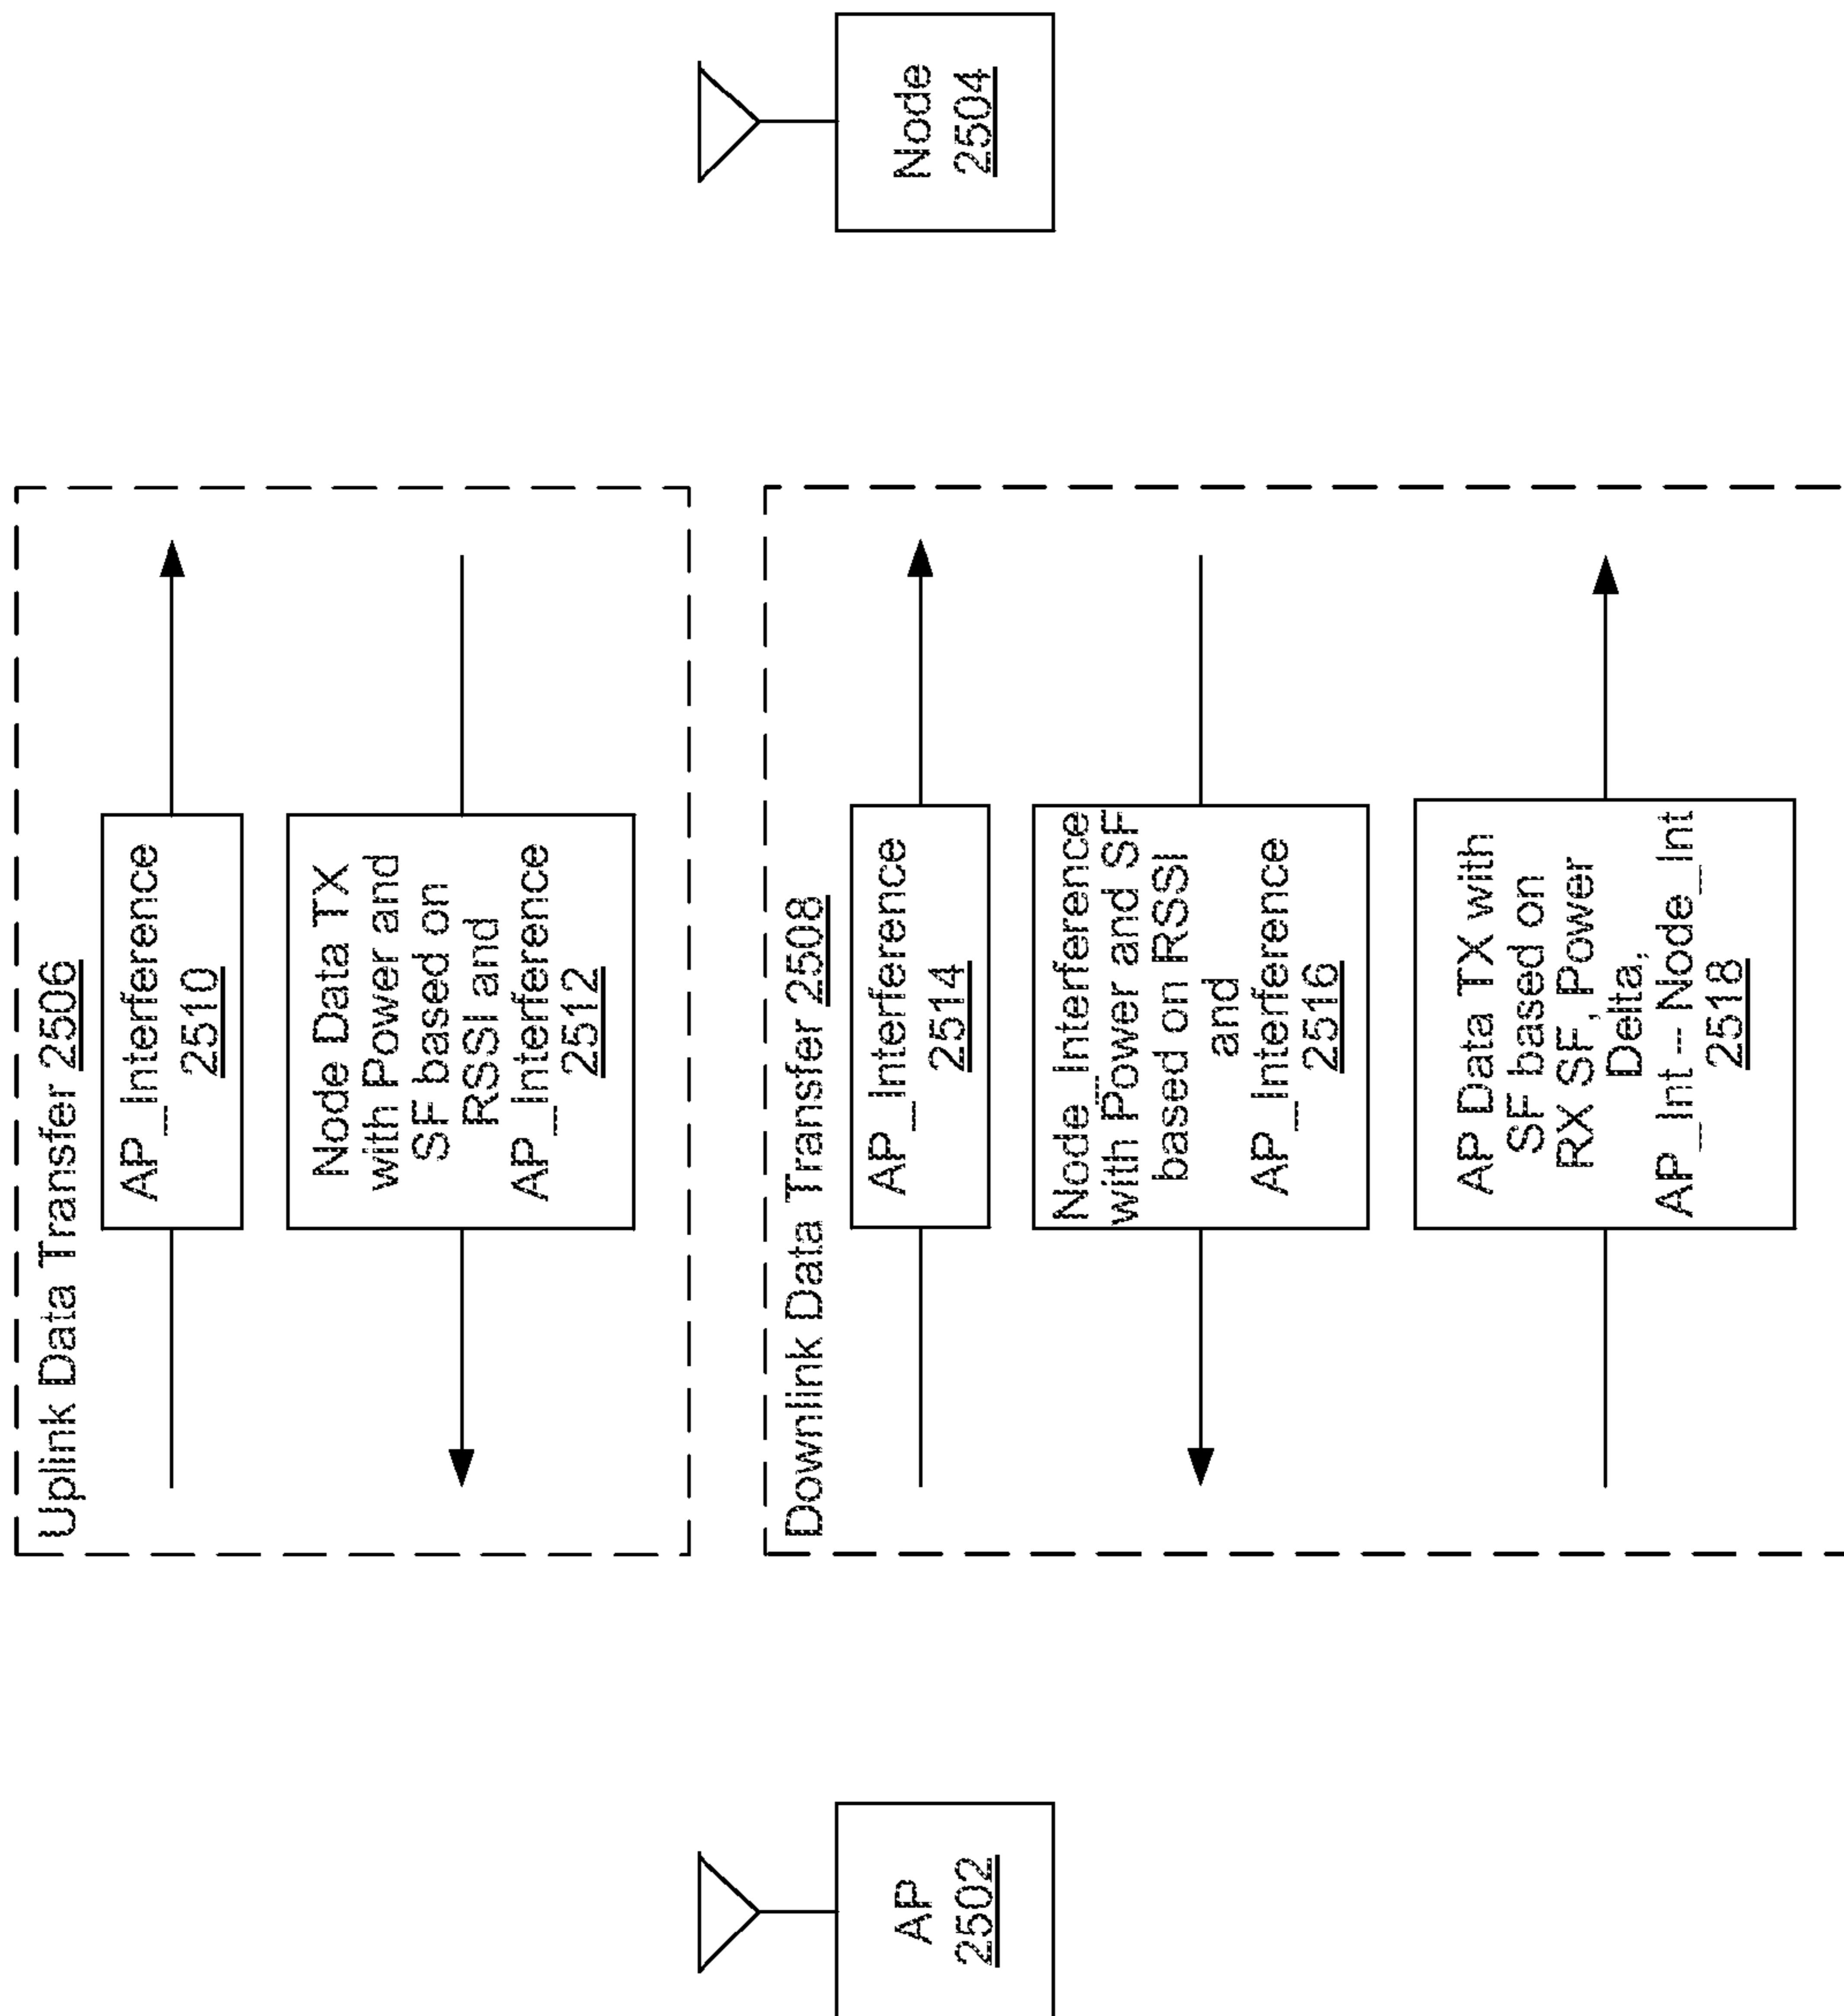 Uplink Data Transfer 2506
AP_Interference
2510
Node Data TX
with Power and
SF based on
RSSI and
AP_Interference
2512
AP
2502
Node
2504
Downlink Data Transfer 2508
AP_Interference
2514
Node_Interference
with Power and SF
based on RSSI
and
AP_Interference
2516
AP Data TX with
SF based on
RX SF, Power
Delta,
AP_Int -- Node_Int
2518